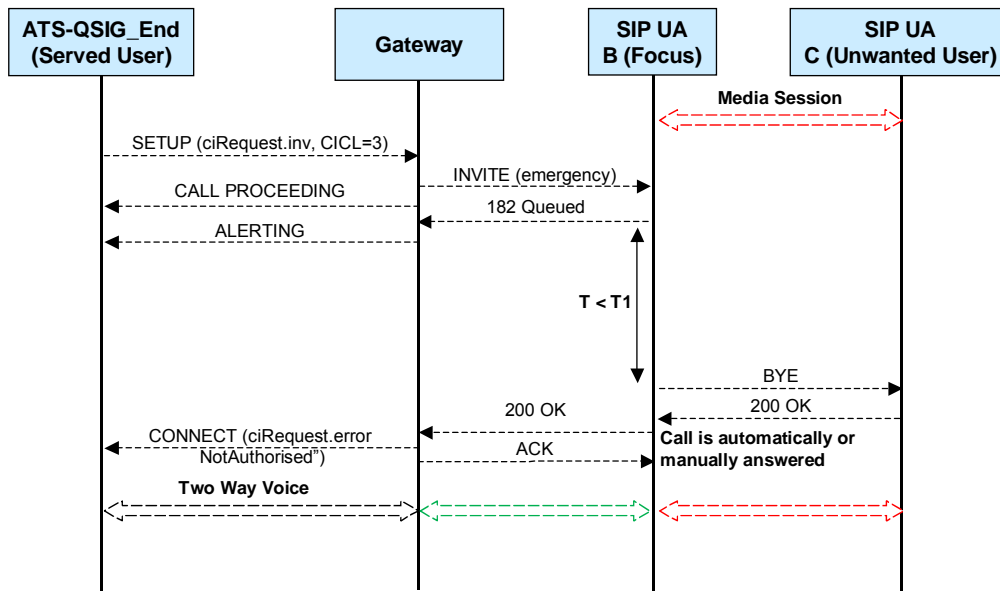 ATS-QSIG_End
(Served User)
Gateway
SIP UA
B (Focus)
SIP UA
C (Unwanted User)
Media Session
SETUP (ciRequest.inv, CICL=3)
INVITE (emergency)
CALL PROCEEDING
182 Queued
ALERTING
T < T1
BYE
200 OK
200 OK
CONNECT (ciRequest.error
NotAuthorised”)
ACK
Call is automatically or
manually answered
Two Way Voice